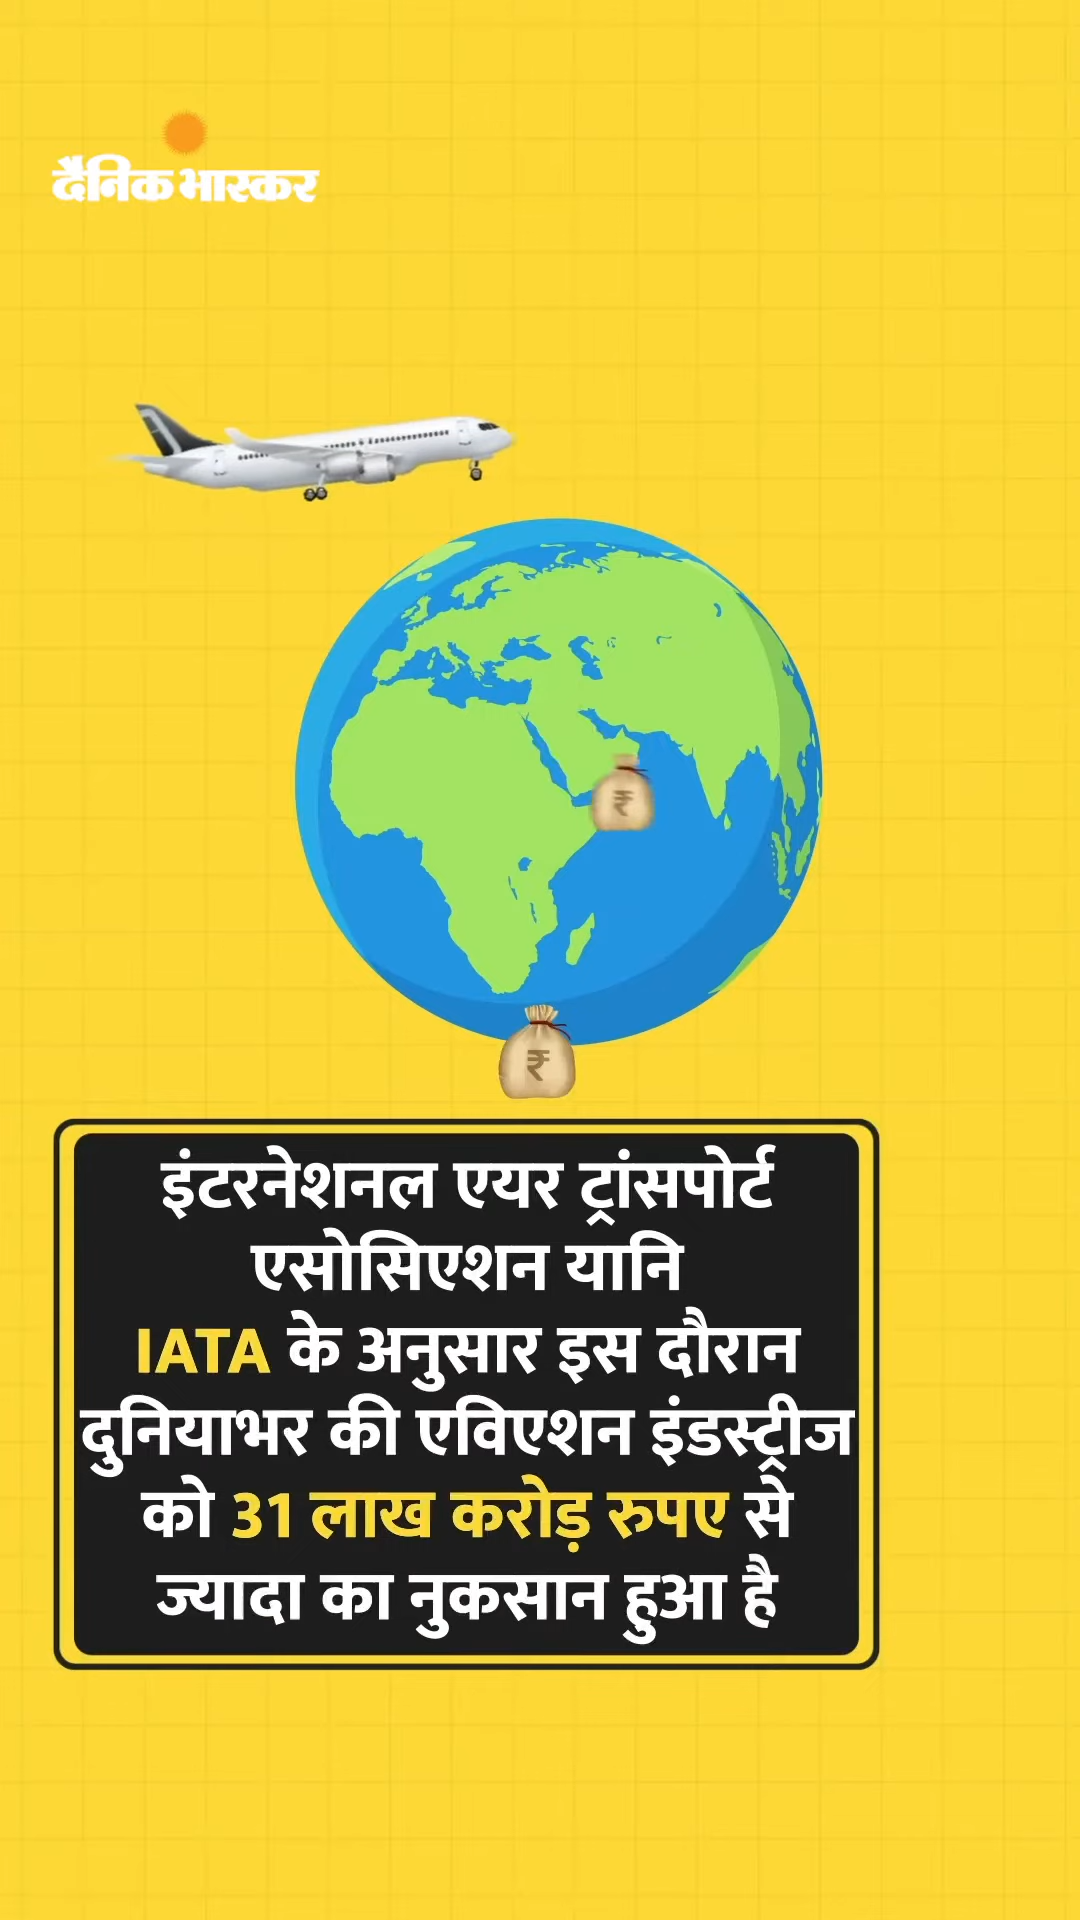 दैनिक भास्कर
₹
₹
इंटरनेशनल एयर ट्रांसपोर्ट
एसोसिएशन यानि
IATA के अनुसार इस दौरान
दुनियाभर की एविएशन इंडस्ट्रीज
को 31 लाख करोड़ रुपए से
ज्यादा का नुकसान हुआ है